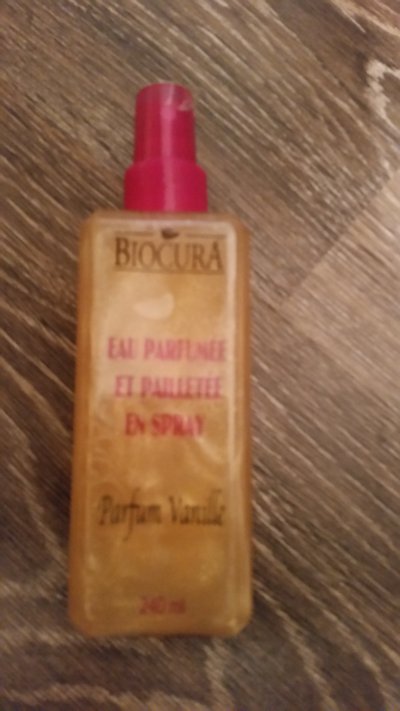 BIOCURA
EAU PARFUMÉE
ET PAILLETÉE
EN SPRAY
Parfum Vanille
240 ml